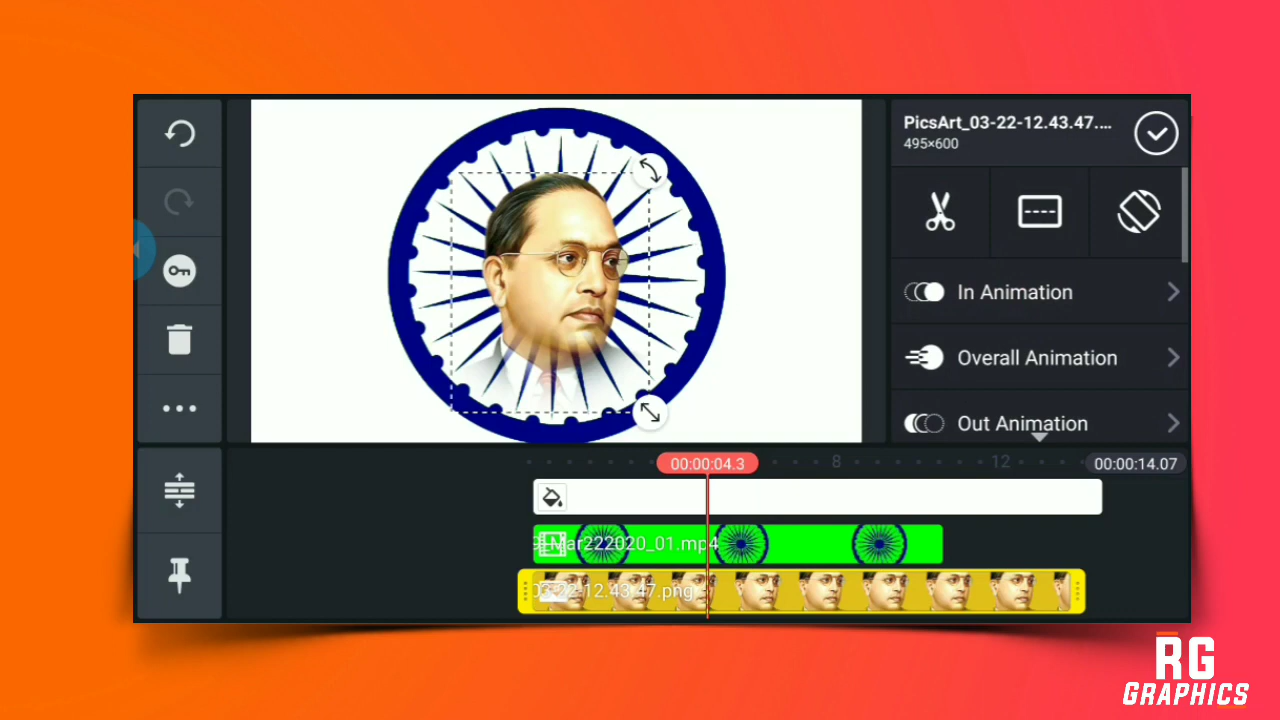 PicsArt_03-22-12.43.47....
495×600
In Animation
Overall Animation
Out Animation
00:00:04.3
8
12
00:00:14.07
Mar222020_01.mp4
03-22-12.43.47.png
RG
GRAPHICS